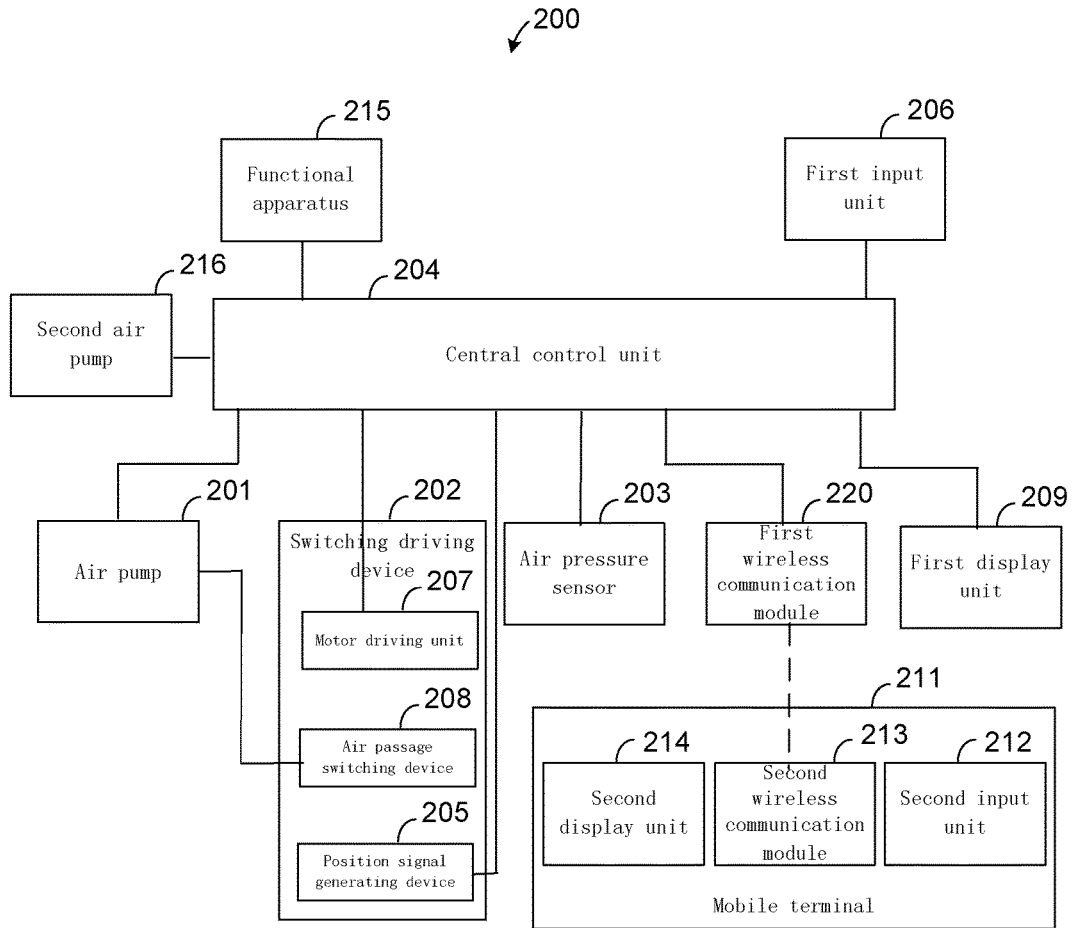 200
215
206
Functional
apparatus
First input
unit
216
204
Second air
pump
Central control unit
201
202
203
220
209
Air pump
Switching driving
device
Air pressure
sensor
First
wireless
communication
module
First display
unit
207
Motor driving unit
208
Air passage
switching device
205
Position signal
generating device
211
214
213
212
Second
display unit
Second
wireless
communication
module
Second input
unit
Mobile terminal